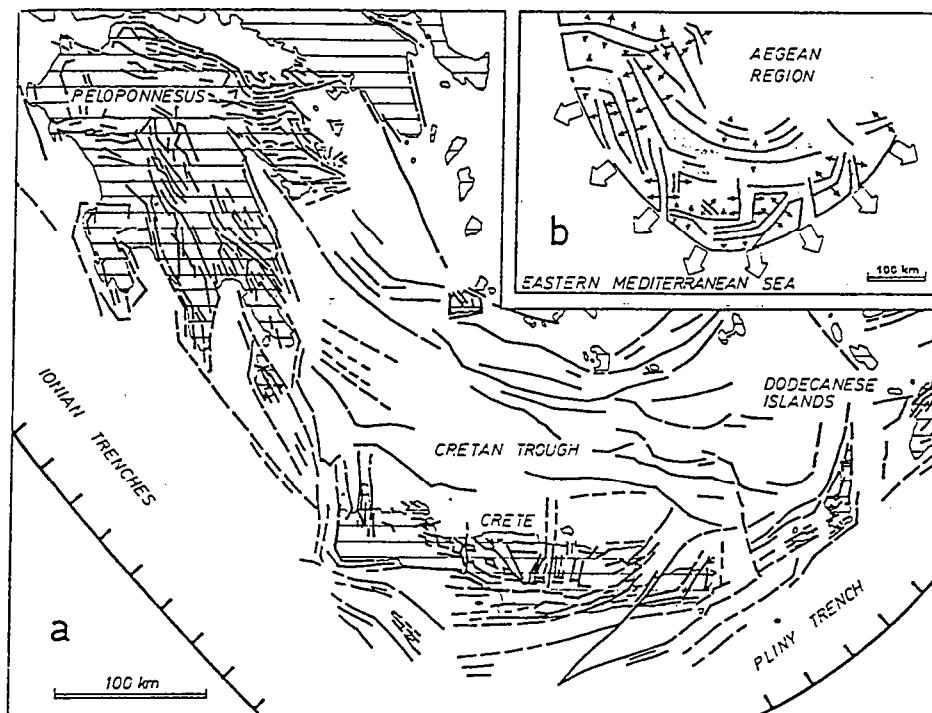 PELOPONNESUS
IONIAN
TRENCHES
CRETAN TROUGH
CRETE
DODECANESE
ISLANDS
PLINY TRENCH
a
100 km
AEGEAN
REGION
b
EASTERN MEDITERRANEAN SEA
100 km